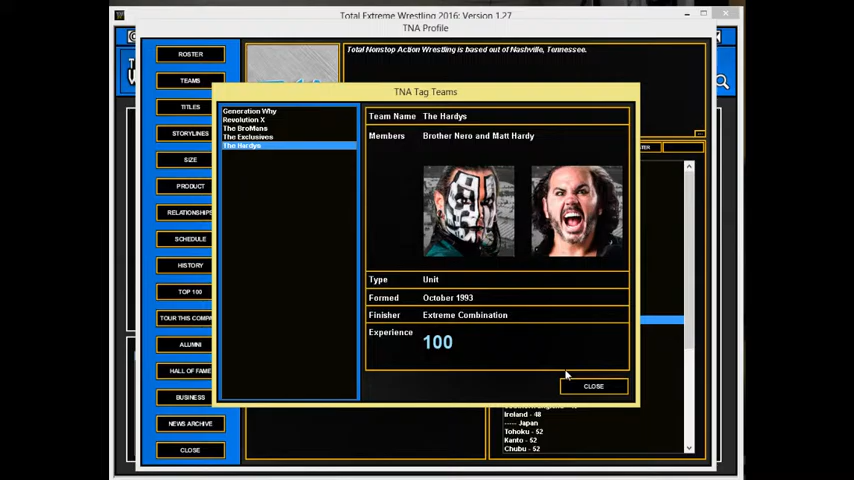 Total Extreme Wrestling 2016: Version 1.27
TNA Profile
ROSTER
TEAMS
TITLES
STORYLINES
SIZE
PRODUCT
RELATIONSHIPS
SCHEDULE
HISTORY
TOP 100
TOUR THIS COMPA
ALUMNI
HALL OF FAME
BUSINESS
NEWS ARCHIVE
CLOSE
Total Nonstop Action Wrestling is based out of Nashville, Tennessee.
TNA Tag Teams
Generation Why
Revolution X
The BroMans
The Exclusives
The Hardys
Team Name The Hardys
Members Brother Nero and Matt Hardy
Type Unit
Formed October 1993
Finisher Extreme Combination
Experience 100
CLOSE
Ireland - 48
----- Japan
Tohoku - 52
Kanto - 52
Chubu - 52